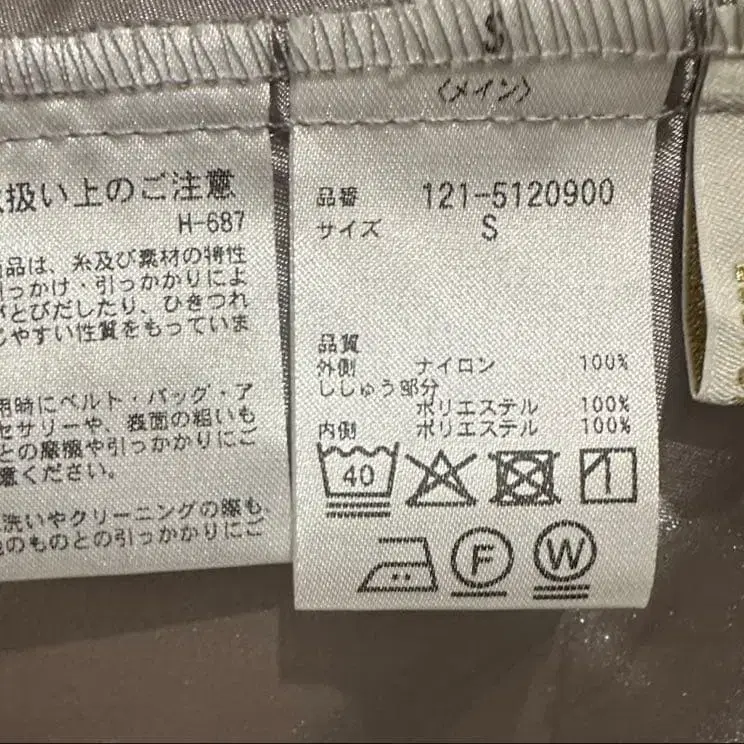 扱い上のご注意
H-687
品は、糸及び素材の特性
っかけ・引っかかりによ
とびだしたり、ひきつれ
やすい性質をもっていま
用時にベルト・バッグ・ア
セサリーや、表面の粗いも
との摩擦や引っかかりにご
意ください。
洗いやクリーニングの際も、
のものとの引っかかりにご
S
〈メイン〉
品番 121-5120900
サイズ S
品質
外側 ナイロン 100%
ししゅう部分
ポリエステル 100%
内側 ポリエステル 100%
40
F W